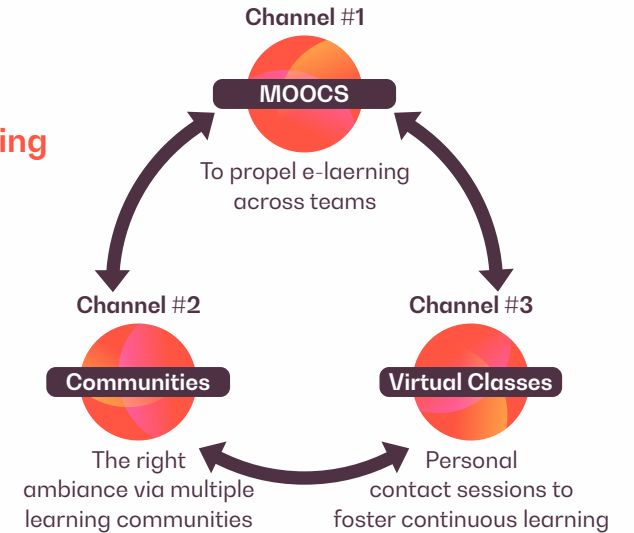 Channel #1
MOOCS
ing
To propel e-laerning
across teams
Channel #2
Communities
The right
ambiance via multiple
learning communities
Channel #3
Virtual Classes
Personal
contact sessions to
foster continuous learning